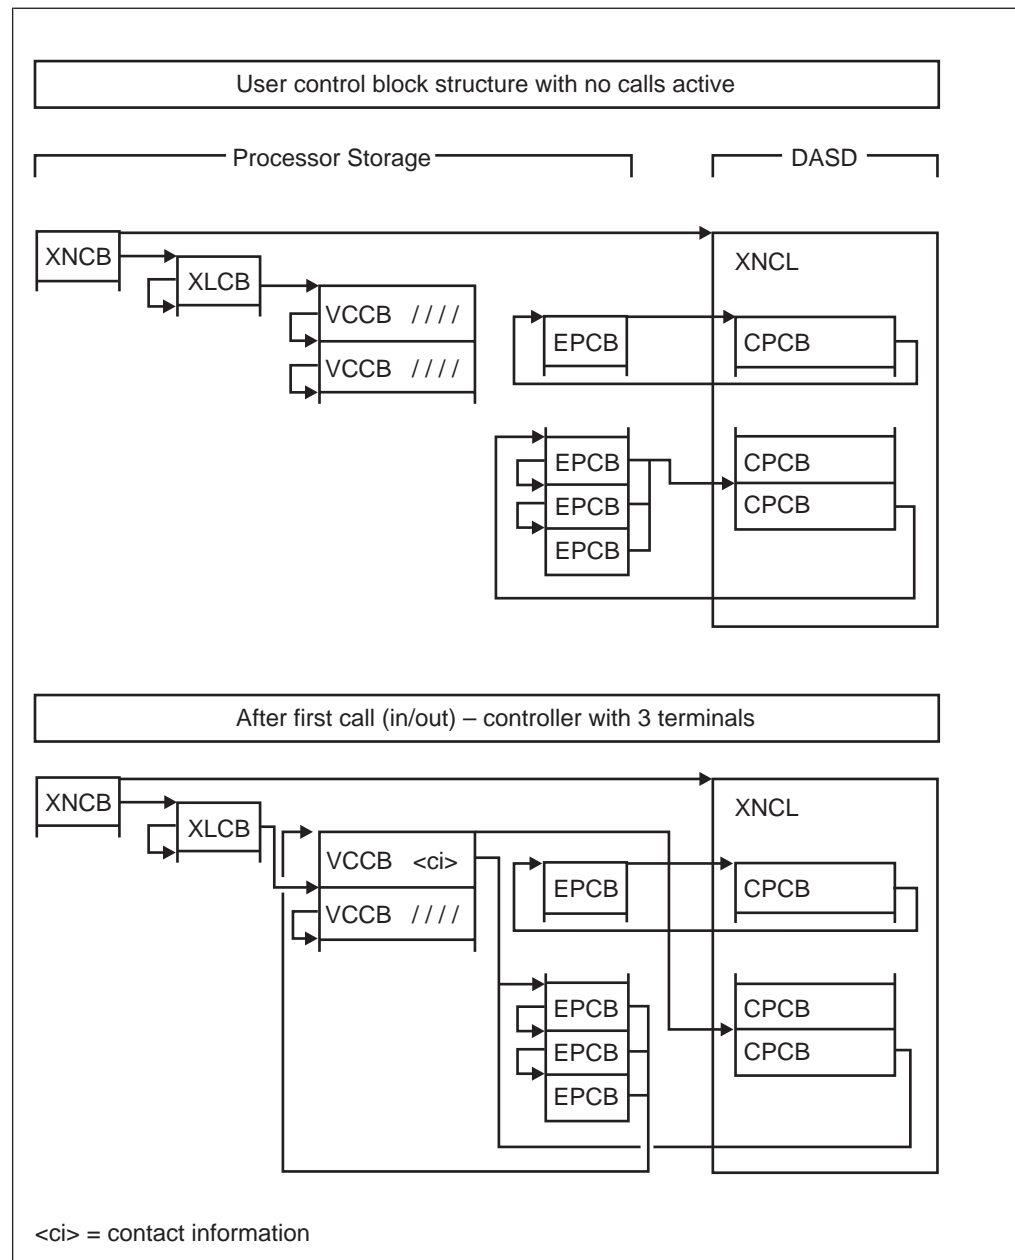 User control block structure with no calls active
Processor Storage
DASD
XNCB
XLCB
VCCB ////
VCCB ////
XNCL
EPCB
CPCB
EPCB
EPCB
EPCB
CPCB
CPCB
After first call (in/out) – controller with 3 terminals
XNCB
XLCB
VCCB <ci>
VCCB ////
XNCL
EPCB
CPCB
EPCB
EPCB
EPCB
CPCB
CPCB
<ci> = contact information